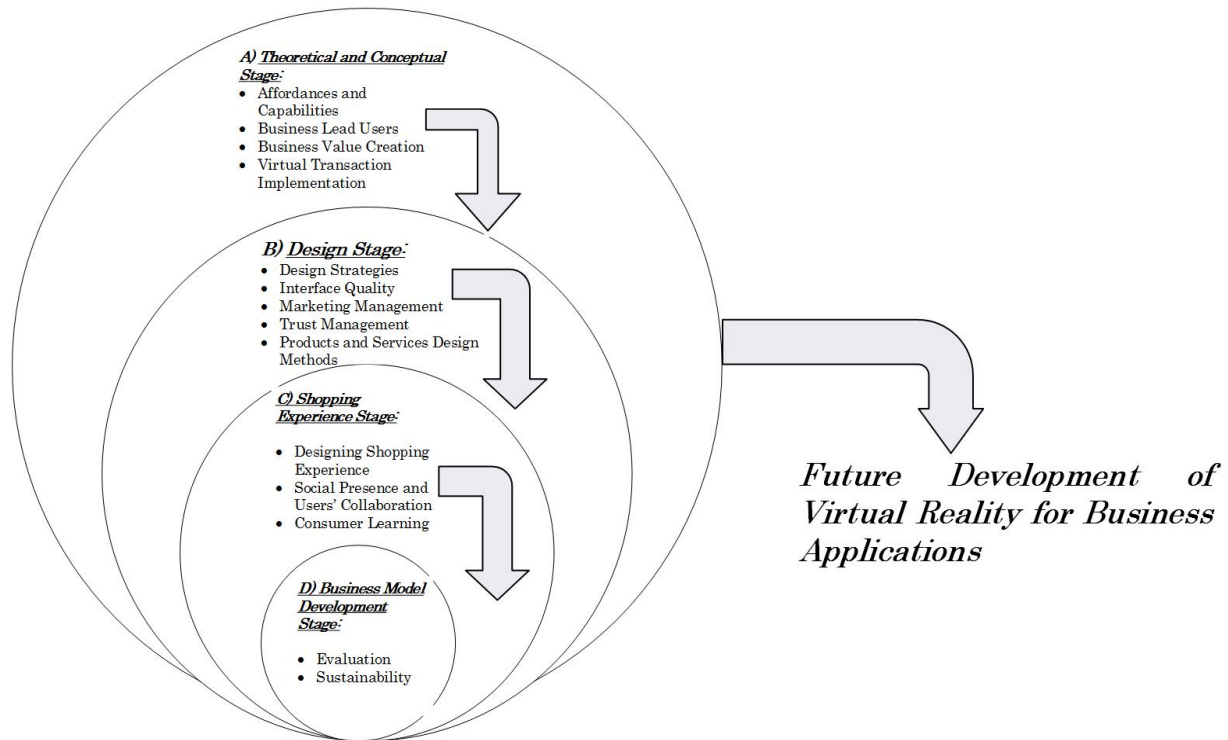 A) Theoretical and Conceptual
Stage:
• Affordances and
Capabilities
• Business Lead Users
• Business Value Creation
• Virtual Transaction
Implementation
B) Design Stage:
• Design Strategies
• Interface Quality
• Marketing Management
• Trust Management
• Products and Services Design
Methods
C) Shopping
Experience Stage:
• Designing Shopping
Experience
• Social Presence and
Users’ Collaboration
• Consumer Learning
D) Business Model
Development
Stage:
• Evaluation
• Sustainability
Future Development of
Virtual Reality for Business
Applications